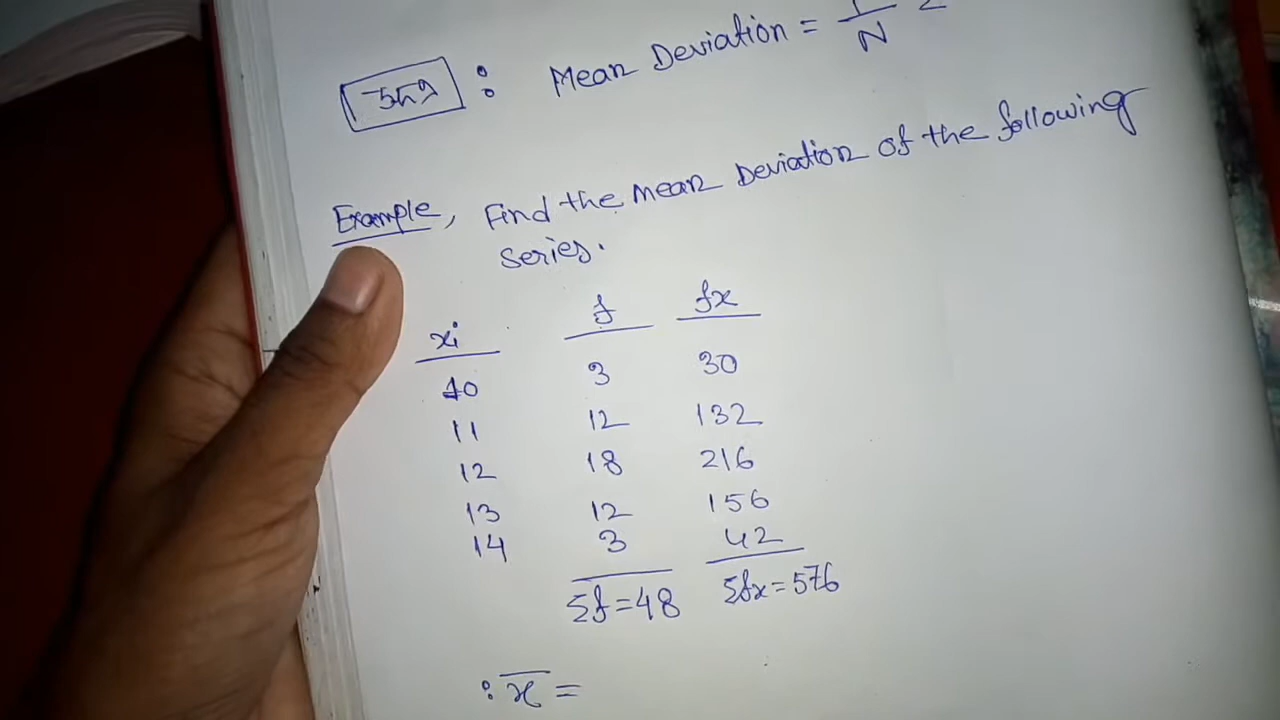 : Mean Deviation = 1/N Σ
Example, Find the Mean Deviation of the following
series.
xi f fx
10 3 30
11 12 132
12 18 216
13 12 156
14 3 42
Σf=48 Σfx=576
: x̄ =